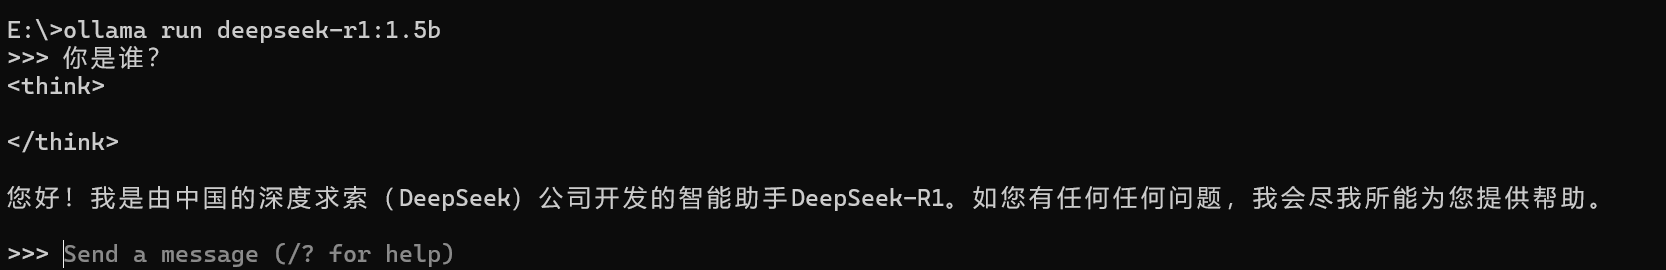 E:\>ollama run deepseek-r1:1.5b
>>> 你是谁？
<think>
</think>
您好！我是由中国的深度求索（DeepSeek）公司开发的智能助手DeepSeek-R1。如您有任何任何问题，我会尽我所能为您提供帮助。
>>> Send a message (/? for help)